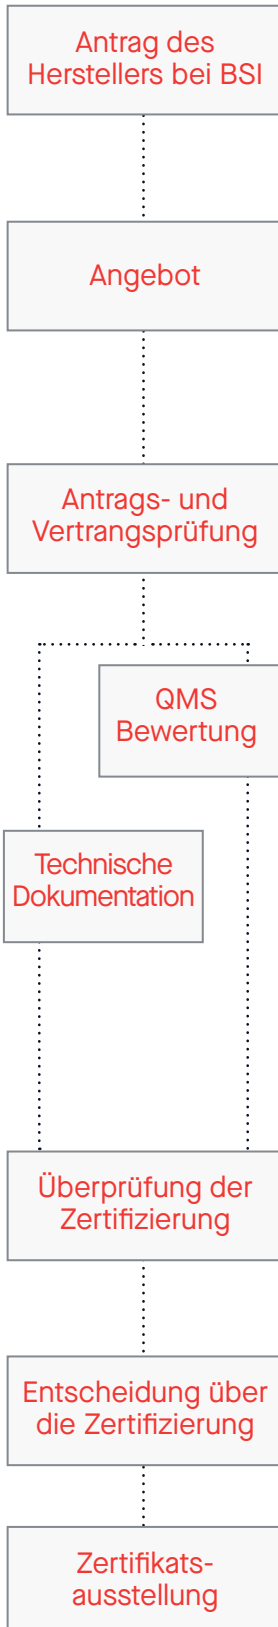 Antrag des
Herstellers bei BSI
Angebot
Antrags- und
Vertrangsprüfung
QMS
Bewertung
Technische
Dokumentation
Überprüfung der
Zertifizierung
Entscheidung über
die Zertifizierung
Zertifikats-
ausstellung